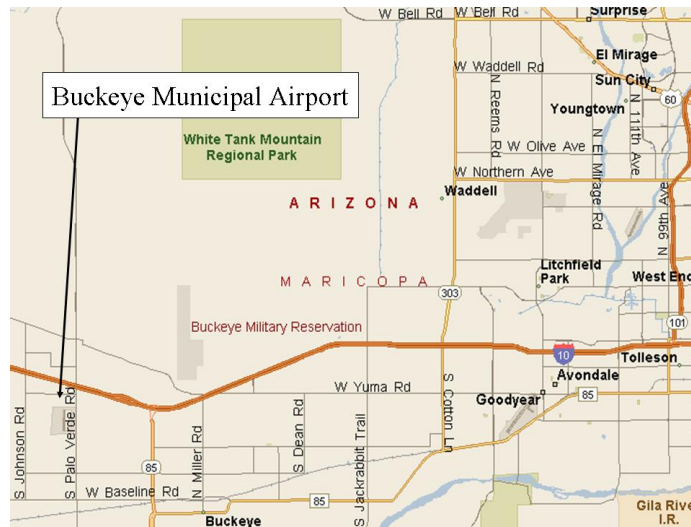 W Bell Rd
W Bell Rd
Surprise
El Mirage
W Waddell Rd
Sun City
60
Youngtown
N Reems Rd
N 111th Ave
Buckeye Municipal Airport
White Tank Mountain
Regional Park
W Olive Ave
N El Mirage Rd
W Northern Ave
Waddell
N 99th Ave
ARIZONA
MARICOPA
Litchfield
Park
West End
303
101
Buckeye Military Reservation
10
Tolleson
Avondale
W Yuma Rd
Goodyear
85
S Cotton Ln
S Johnson Rd
S Palo Verde Rd
N Miller Rd
S Dean Rd
S Jackrabbit Trail
85
W Baseline Rd
85
Buckeye
Gila Rive
I.R.